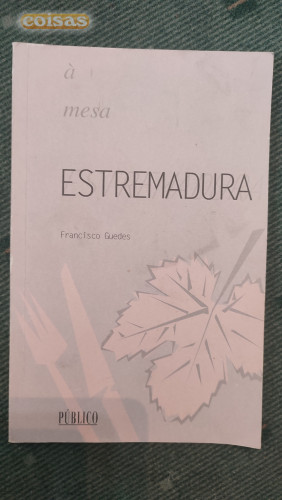 coisas
à
mesa
ESTREMADURA
Francisco Guedes
PÚBLICO